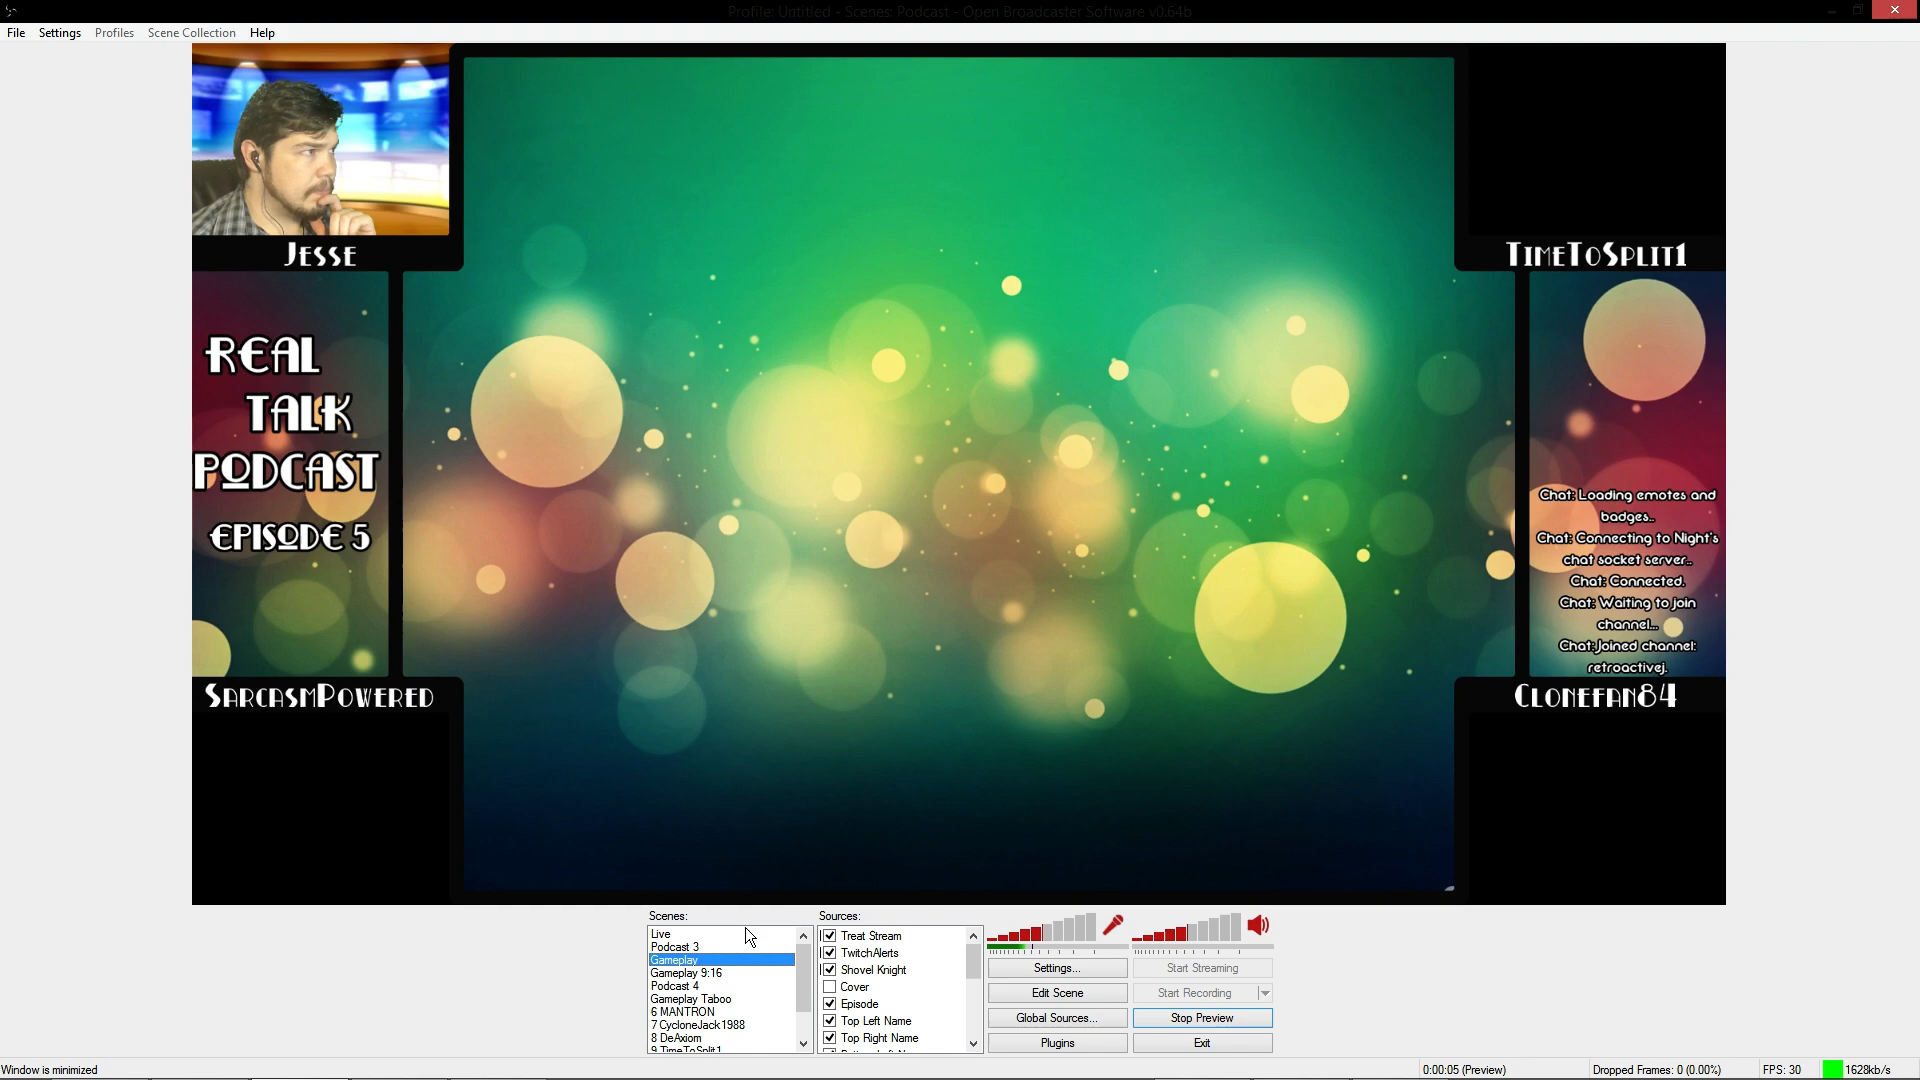 Profile: Untitled - Scenes: Podcast - Open Broadcaster Software v0.64b
File Settings Profiles Scene Collection Help
Jesse
TimeToSplit1
REAL
TALK
PODCAST
EPISODE 5
Chat: Loading emotes and
badges..
Chat: Connecting to Night's
chat socket server..
Chat: Connected.
Chat: Waiting to join
channel...
Chat: Joined channel:
retroactivej.
SarcasmPowered
Clonefan84
Scenes:
Live
Podcast 3
Gameplay
Gameplay 9:16
Podcast 4
Gameplay Taboo
6 MANTRON
7 CycloneJack1988
8 DeAxiom
9 TimeToSplit1
Sources:
Treat Stream
TwitchAlerts
Shovel Knight
Cover
Episode
Top Left Name
Top Right Name
Settings...
Start Streaming
Edit Scene
Start Recording
Global Sources...
Stop Preview
Plugins
Exit
Window is minimized
0:00:05 (Preview)
Dropped Frames: 0 (0.00%)
FPS: 30
1628kb/s